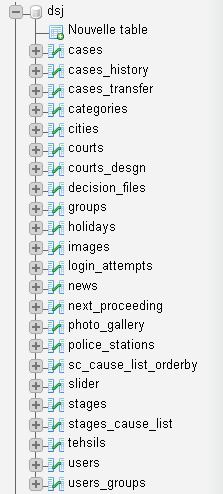 dsj
Nouvelle table
cases
cases_history
cases_transfer
categories
cities
courts
courts_desgn
decision_files
groups
holidays
images
login_attempts
news
next_proceeding
photo_gallery
police_stations
sc_cause_list_orderby
slider
stages
stages_cause_list
tehsils
users
users_groups